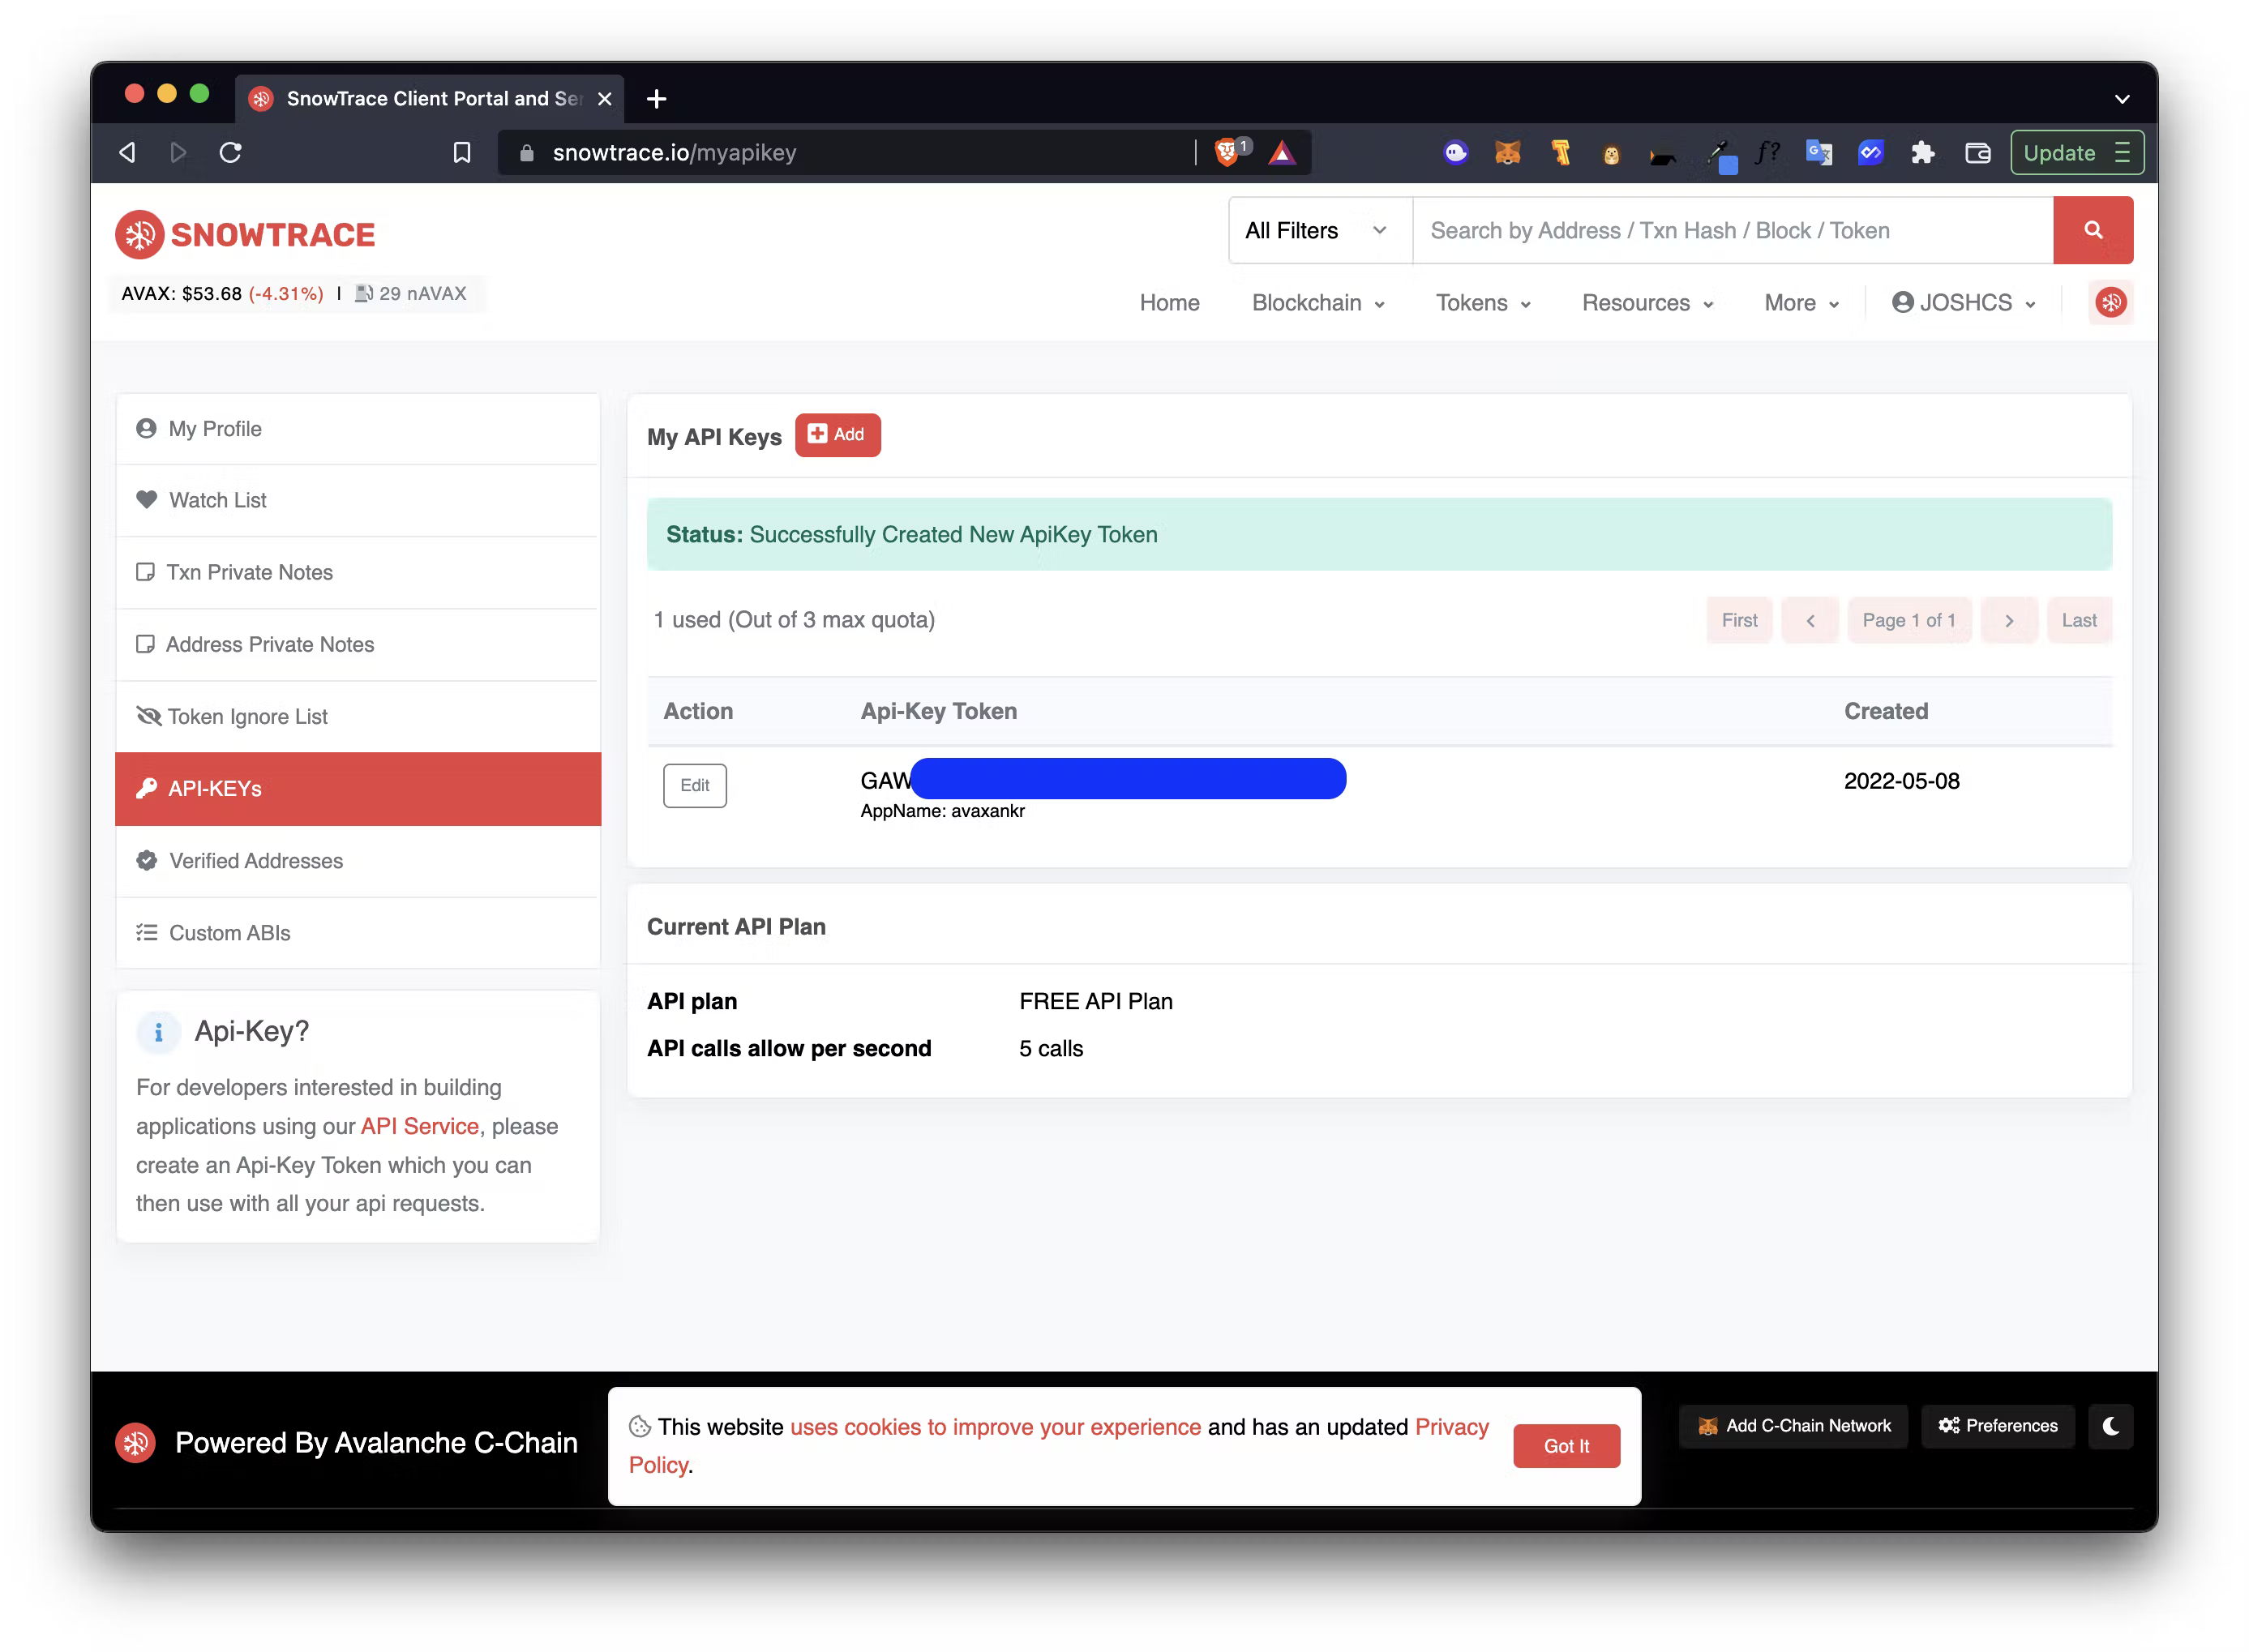 SnowTrace Client Portal and Se
snowtrace.io/myapikey
1
Update
SNOWTRACE
All Filters
Search by Address / Txn Hash / Block / Token
AVAX: $53.68 (-4.31%) | 29 nAVAX
Home
Blockchain
Tokens
Resources
More
JOSHCS
My Profile
Watch List
Txn Private Notes
Address Private Notes
Token Ignore List
API-KEYs
Verified Addresses
Custom ABIs
Api-Key?
For developers interested in building
applications using our API Service, please
create an Api-Key Token which you can
then use with all your api requests.
My API Keys
Add
Status: Successfully Created New ApiKey Token
1 used (Out of 3 max quota)
First
Page 1 of 1
Last
Action
Api-Key Token
Created
Edit
GAW
2022-05-08
AppName: avaxankr
Current API Plan
API plan
FREE API Plan
API calls allow per second
5 calls
Powered By Avalanche C-Chain
This website uses cookies to improve your experience and has an updated Privacy
Policy.
Got It
Add C-Chain Network
Preferences